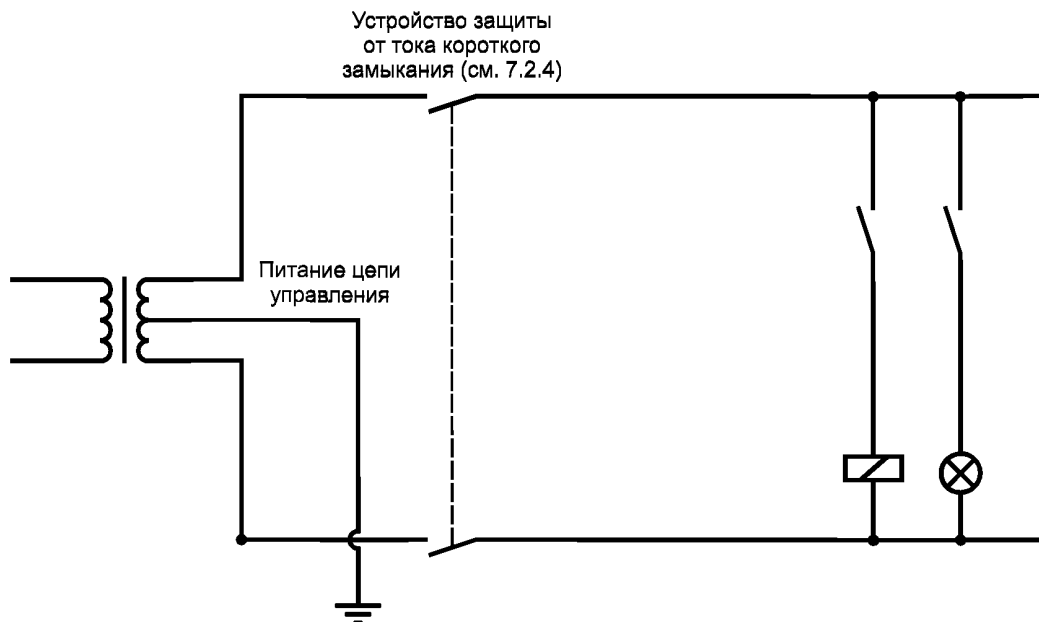 Устройство защиты
от тока короткого
замыкания (см. 7.2.4)
Питание цепи
управления